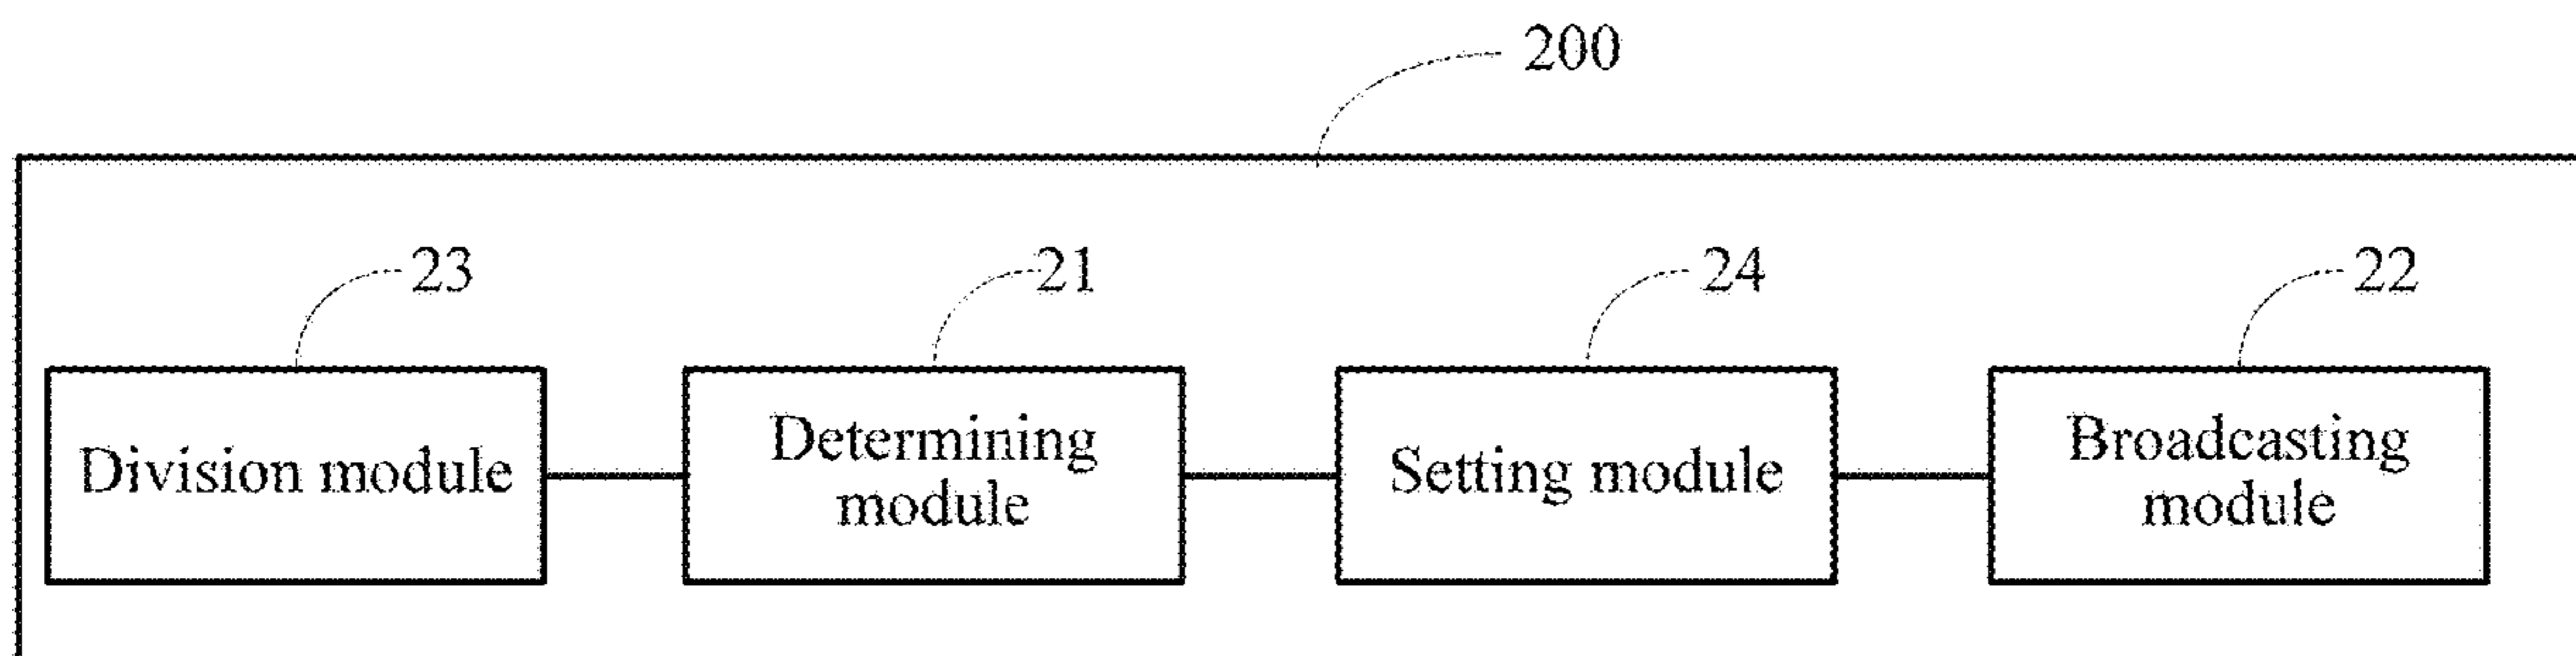 200
23
21
24
22
Division module
Determining
module
Setting module
Broadcasting
module